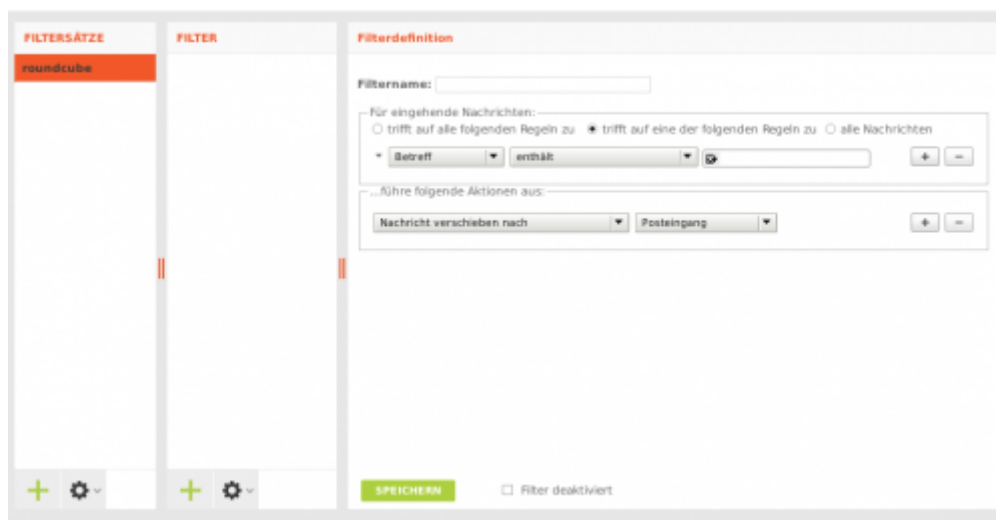 FILTERSÄTZE
roundcube
FILTER
Filterdefinition
Filtername:
Für eingehende Nachrichten:
trifft auf alle folgenden Regeln zu trifft auf eine der folgenden Regeln zu alle Nachrichten
Betreff enthält + −
...führe folgende Aktionen aus:
Nachricht verschieben nach Posteingang + −
SPEICHERN Filter deaktiviert